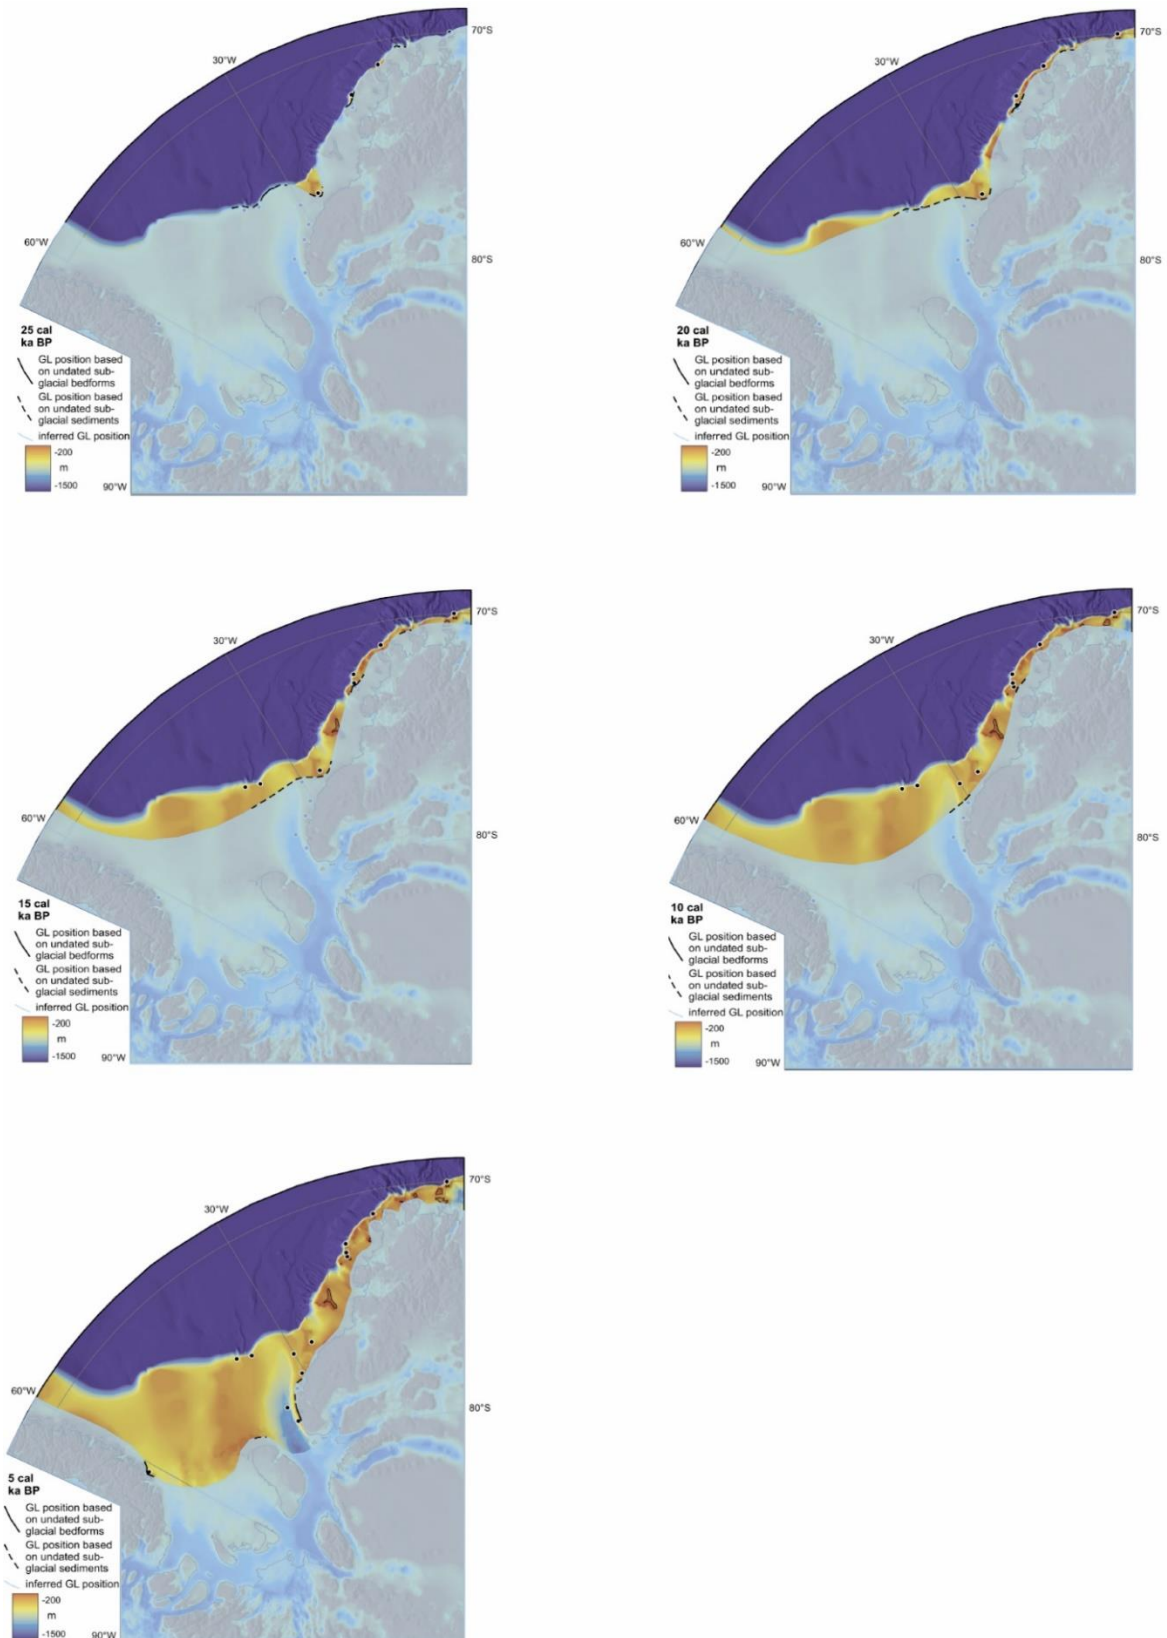 70°S
30°W
60°W
80°S
25 cal
ka BP
GL position based
on undated sub-
glacial bedforms
GL position based
on undated sub-
glacial sediments
inferred GL position
-200
m
-1500
90°W
70°S
30°W
60°W
80°S
20 cal
ka BP
GL position based
on undated sub-
glacial bedforms
GL position based
on undated sub-
glacial sediments
inferred GL position
-200
m
-1500
90°W
70°S
30°W
60°W
80°S
15 cal
ka BP
GL position based
on undated sub-
glacial bedforms
GL position based
on undated sub-
glacial sediments
inferred GL position
-200
m
-1500
90°W
70°S
30°W
60°W
80°S
10 cal
ka BP
GL position based
on undated sub-
glacial bedforms
GL position based
on undated sub-
glacial sediments
inferred GL position
-200
m
-1500
90°W
70°S
30°W
60°W
80°S
5 cal
ka BP
GL position based
on undated sub-
glacial bedforms
GL position based
on undated sub-
glacial sediments
inferred GL position
-200
m
-1500
90°W